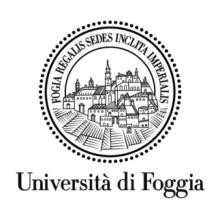 FOGIA REGALIS SEDES INCLITA IMPERIALIS
Università di Foggia